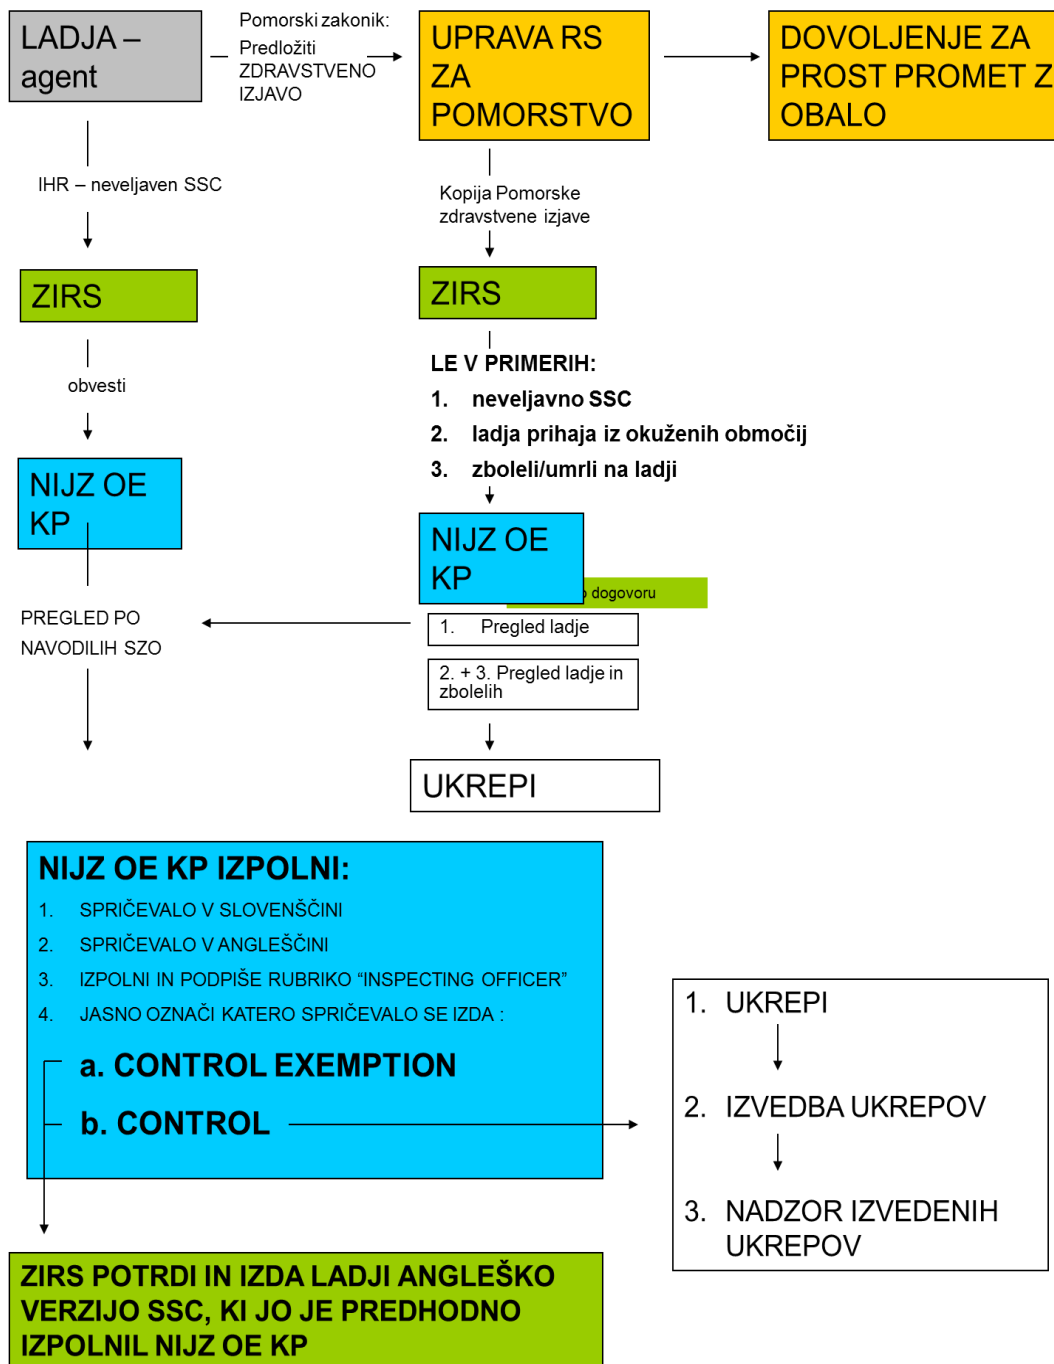 LADJA –
agent
Pomorski zakonik:
Predložiti
ZDRAVSTVENO
IZJAVO
UPRAVA RS
ZA
POMORSTVO
DOVOLJENJE ZA
PROST PROMET Z
OBALO
IHR – neveljaven SSC
Kopija Pomorske
zdravstvene izjave
ZIRS
ZIRS
obvesti
LE V PRIMERIH:
1. neveljavno SSC
2. ladja prihaja iz okuženih območij
3. zboleli/umrli na ladji
NIJZ OE
KP
NIJZ OE
KP
dogovoru
PREGLED PO
NAVODILIH SZO
1. Pregled ladje
2. + 3. Pregled ladje in
zbolelih
UKREPI
NIJZ OE KP IZPOLNI:
1. SPRIČEVALO V SLOVENŠČINI
2. SPRIČEVALO V ANGLEŠČINI
3. IZPOLNI IN PODPIŠE RUBRIKO “INSPECTING OFFICER”
4. JASNO OZNAČI KATERO SPRIČEVALO SE IZDA :
a. CONTROL EXEMPTION
b. CONTROL
1. UKREPI
2. IZVEDBA UKREPOV
3. NADZOR IZVEDENIH
UKREPOV
ZIRS POTRDI IN IZDA LADJI ANGLEŠKO
VERZIJO SSC, KI JO JE PREDHODNO
IZPOLNIL NIJZ OE KP